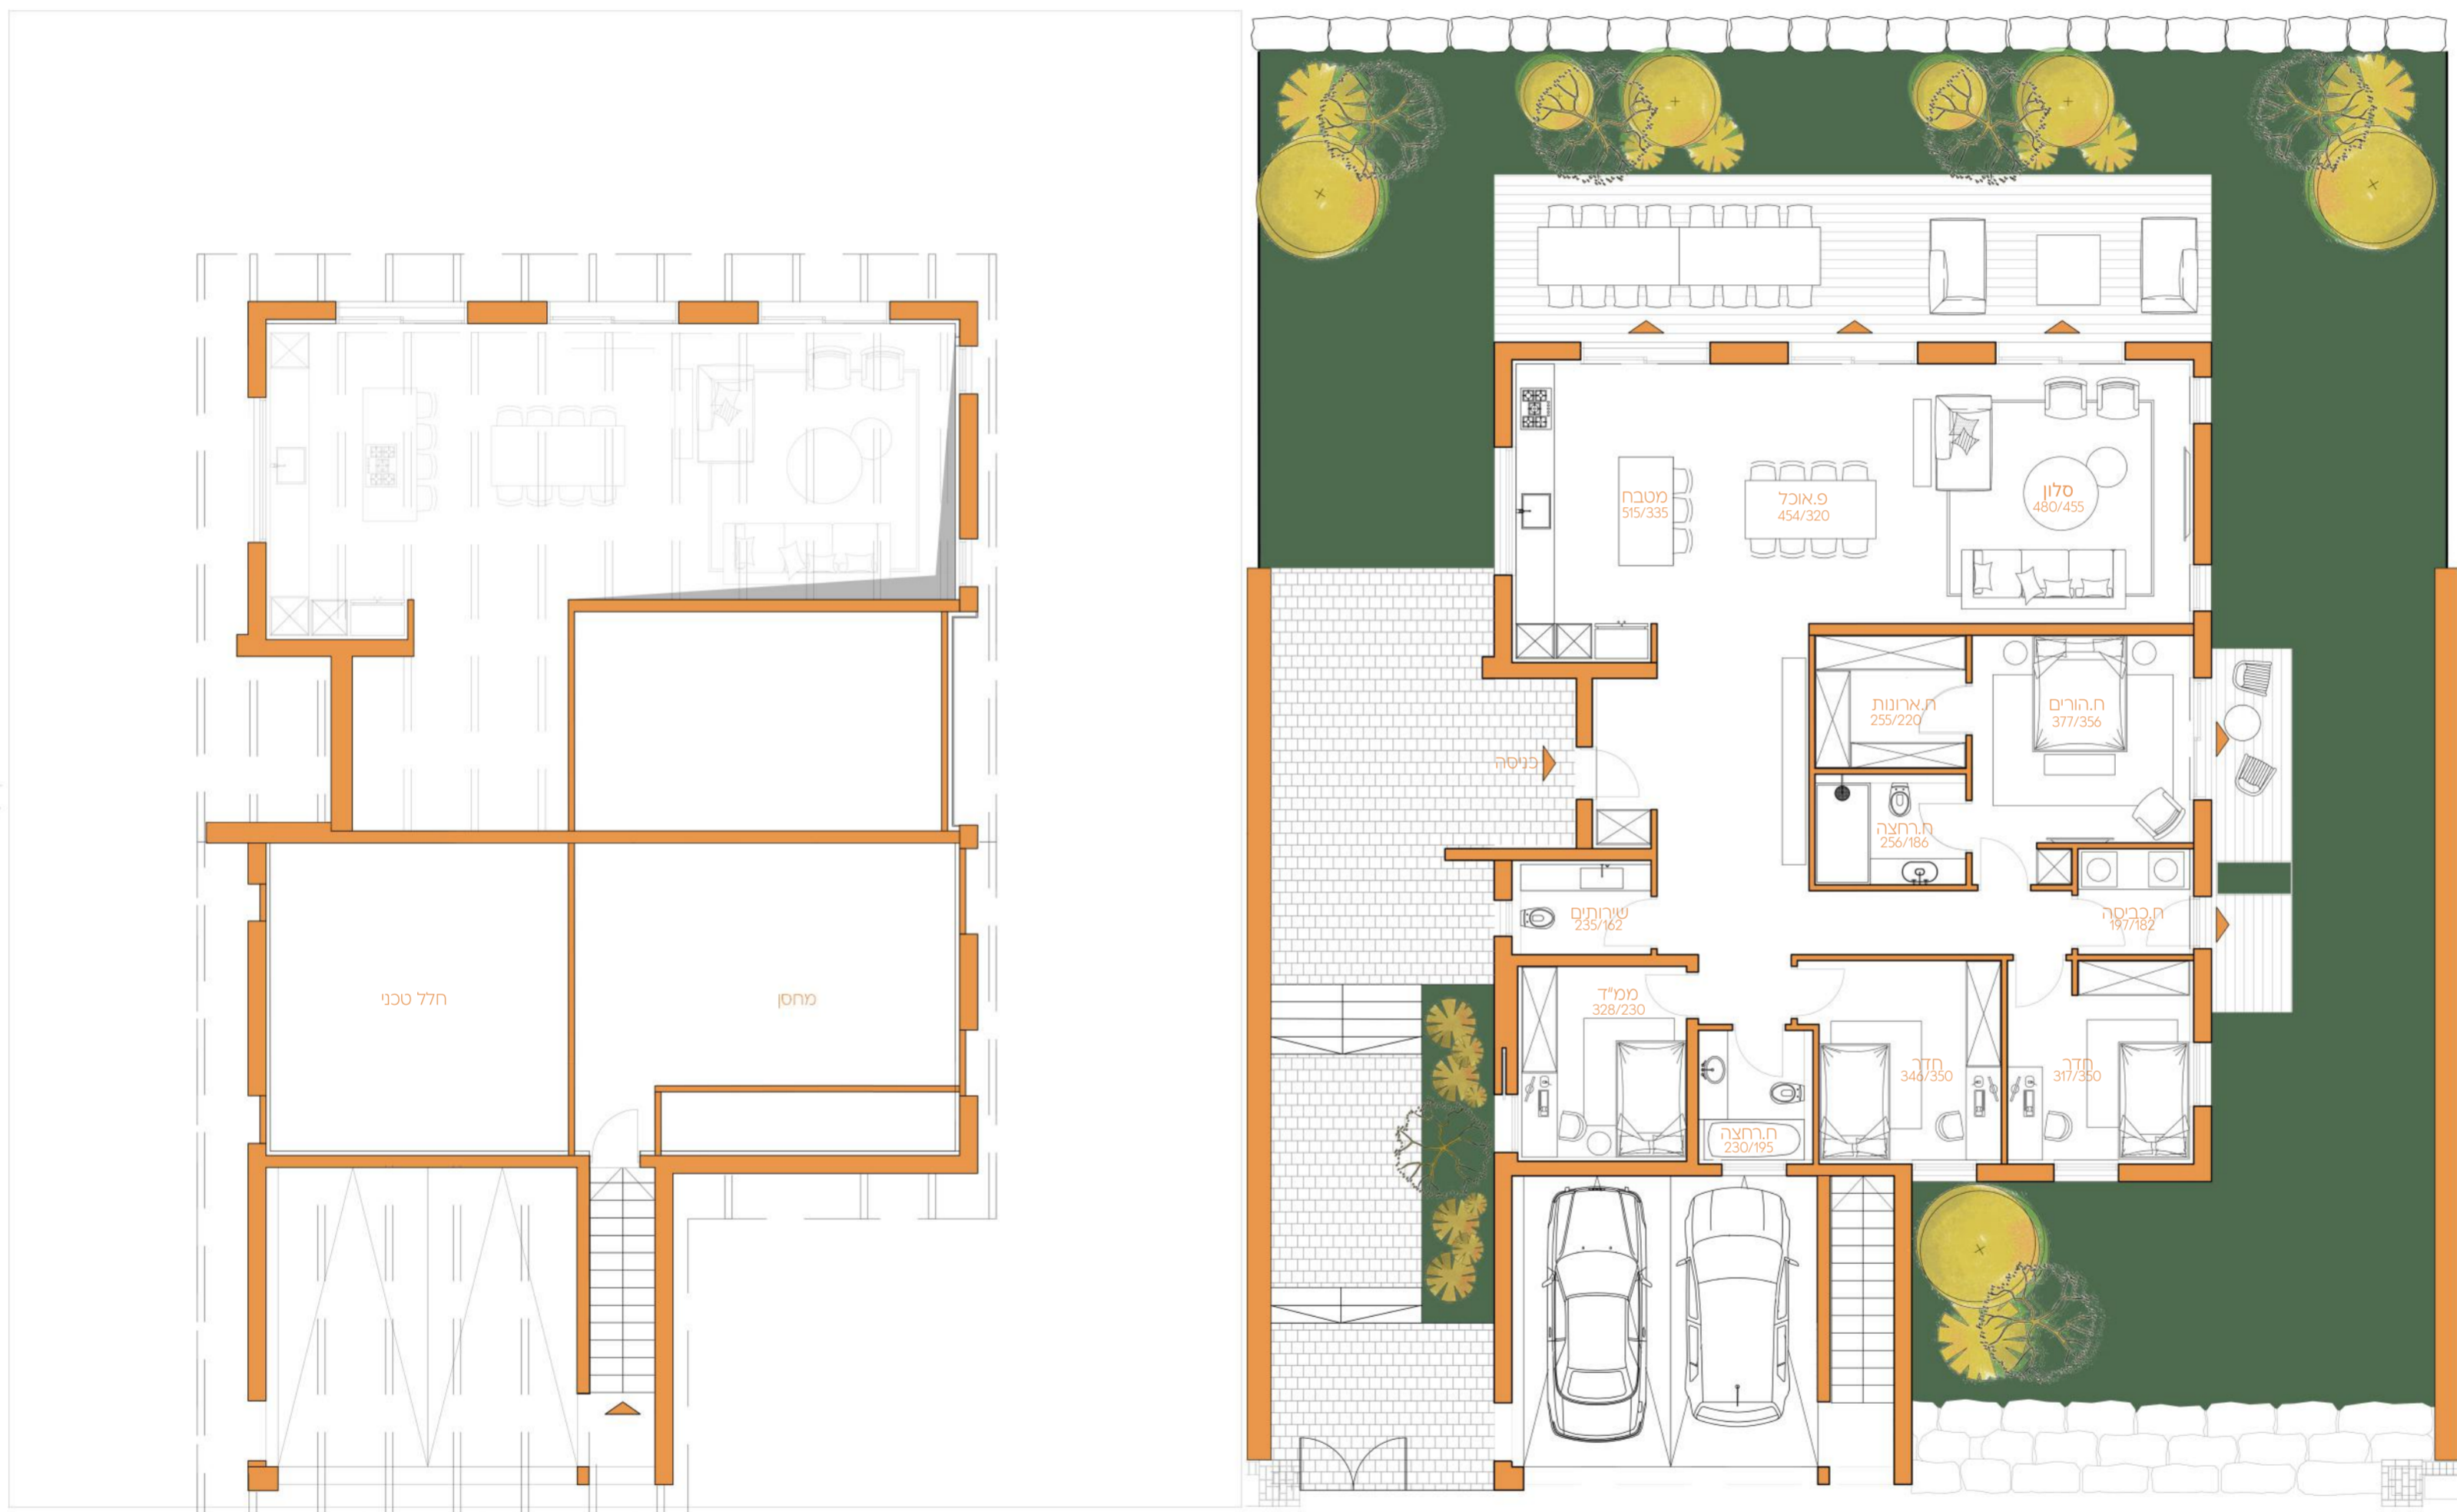 חלל טכני
מחסן
מטבח
515/335
פ.אוכל
454/320
סלון
480/455
ח.ארונות
255/220
ח.הורים
377/356
כניסה
ח.רחצה
256/186
שירותים
235/162
ח.כביסה
197/182
ממ"ד
328/230
חדר
346/350
חדר
317/350
ח.רחצה
230/195